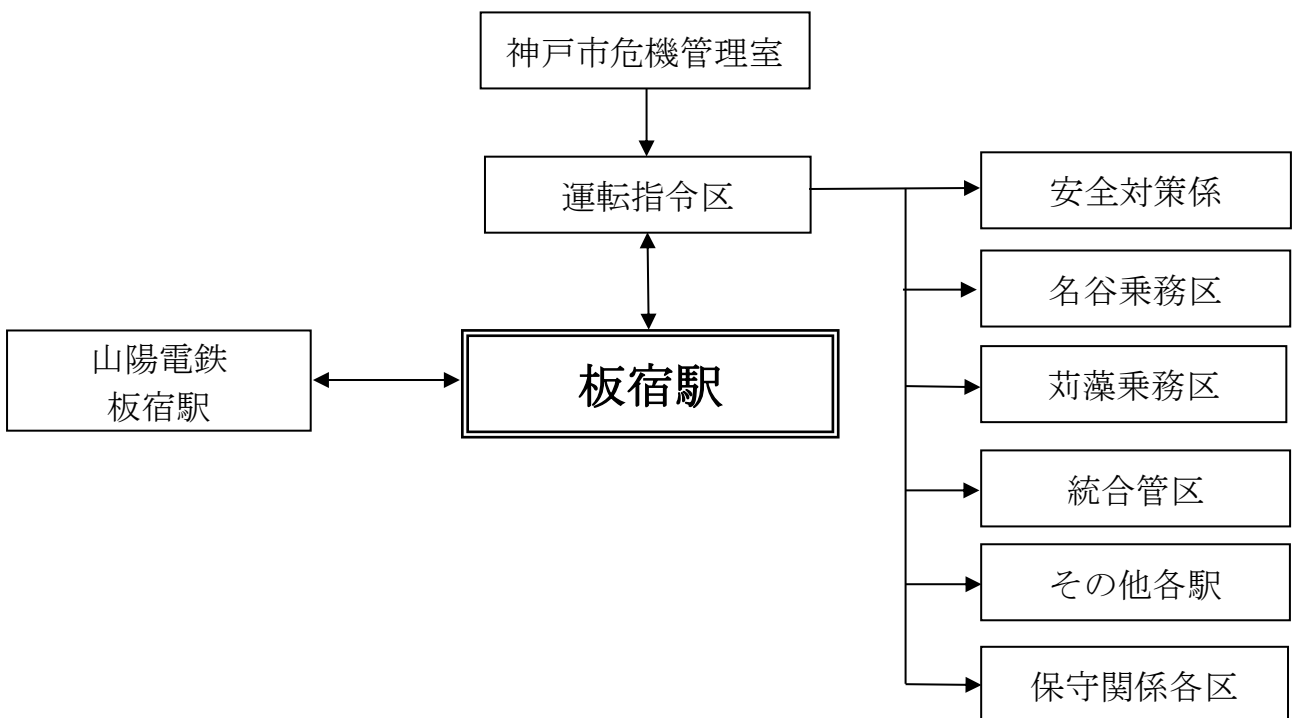 神戸市危機管理室
運転指令区
安全対策係
名谷乗務区
山陽電鉄
板宿駅
板宿駅
苅藻乗務区
統合管区
その他各駅
保守関係各区